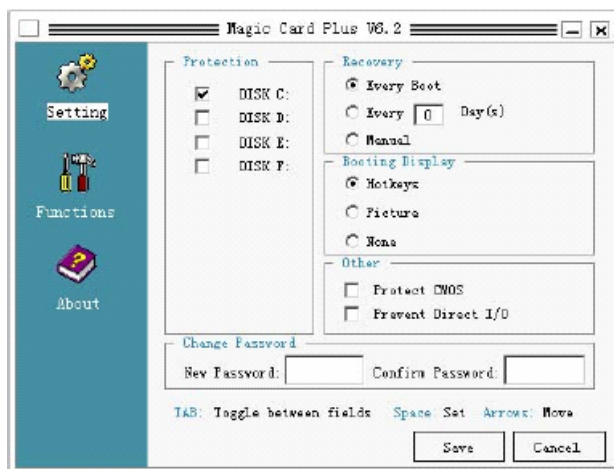 Magic Card Plus V6.2
Setting
Functions
About
Protection
DISK C:
DISK D:
DISK E:
DISK F:
Recovery
Every Boot
Every 0 Day(s)
Manual
Booting Display
Hotkeys
Picture
None
Other
Protect CMOS
Prevent Direct I/O
Change Password
New Password: Confirm Password:
TAB: Toggle between fields Space: Set Arrows: Move
Save Cancel